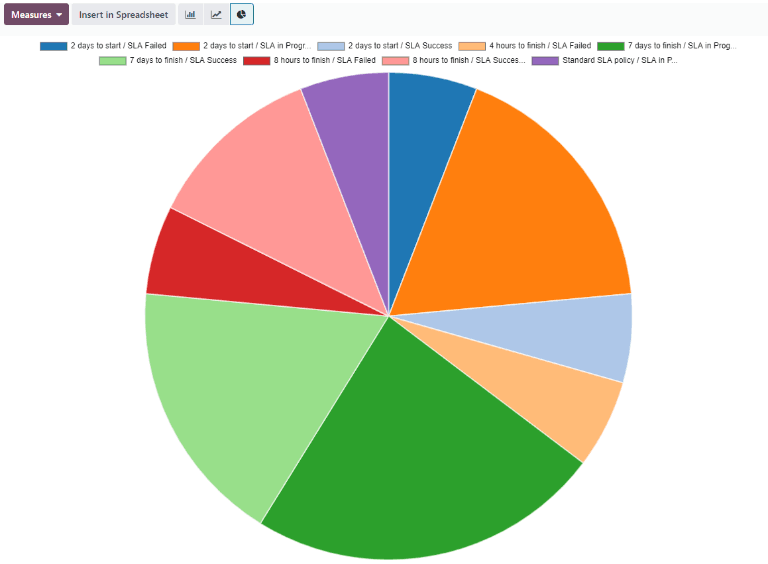 Measures Insert in Spreadsheet
2 days to start / SLA Failed 2 days to start / SLA in Progr... 2 days to start / SLA Success 4 hours to finish / SLA Failed 7 days to finish / SLA in Prog...
7 days to finish / SLA Success 8 hours to finish / SLA Failed 8 hours to finish / SLA Succes... Standard SLA policy / SLA in P...